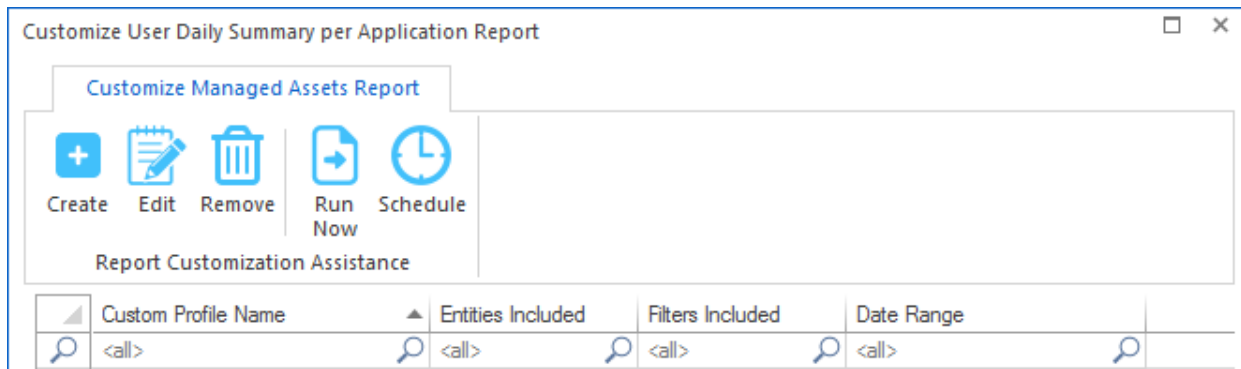 Customize User Daily Summary per Application Report
Customize Managed Assets Report
Create Edit Remove Run Now Schedule
Report Customization Assistance
Custom Profile Name Entities Included Filters Included Date Range
<all> <all> <all> <all>